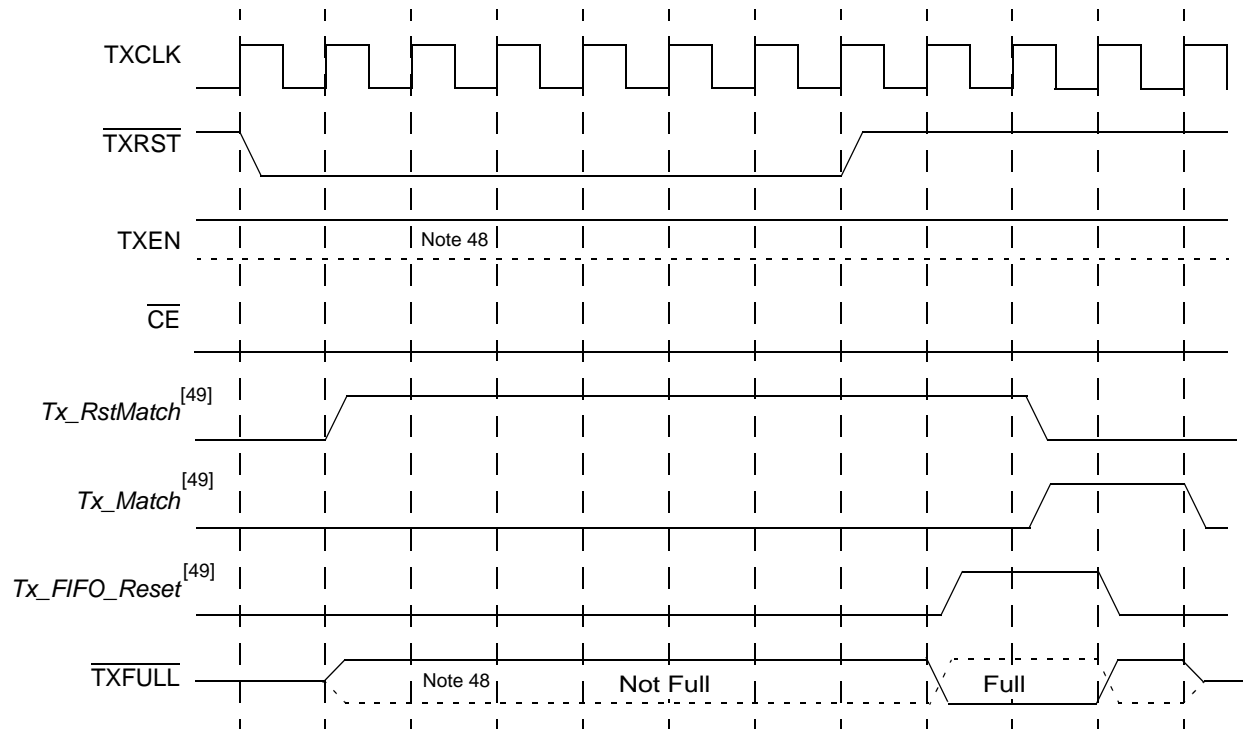 TXCLK
TXRST
TXEN
Note 48
CE
Tx_RstMatch[49]
Tx_Match[49]
Tx_FIFO_Reset[49]
TXFULL
Note 48
Not Full
Full